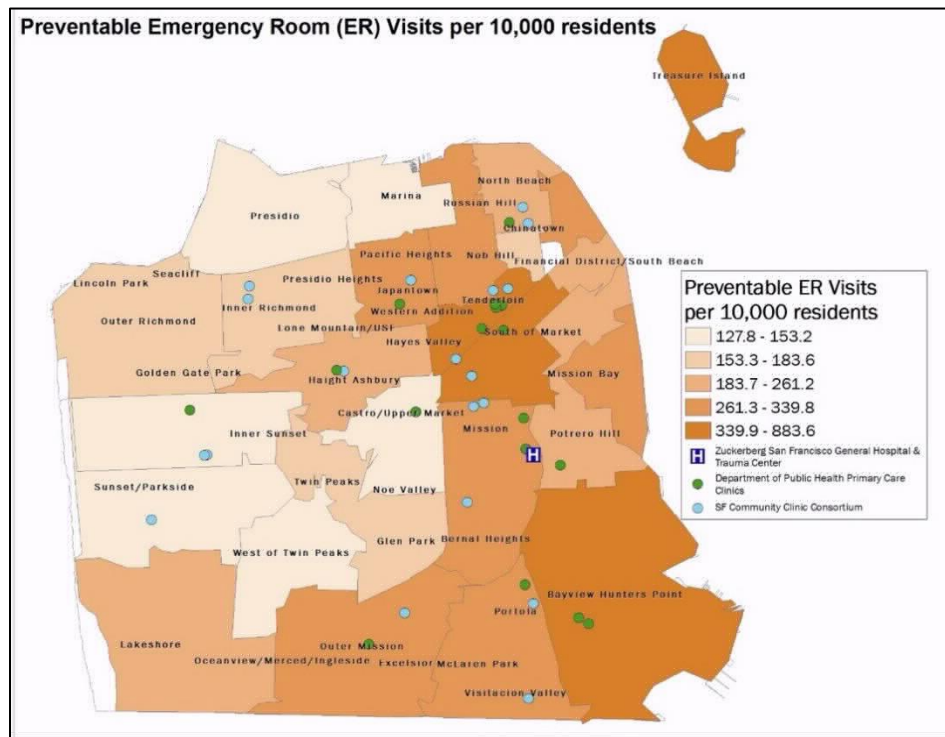 Preventable Emergency Room (ER) Visits per 10,000 residents
Treasure Island
North Beach
Marina
Russian Hill
Presidio
Chinatown
Pacific Heights
Nob Hill
Financial District/South Beach
Seacliff
Lincoln Park
Presidio Heights
Japantown
Tenderloin
Inner Richmond
Western Addition
Outer Richmond
Lone Mountain/USF
South of Market
Hayes Valley
Golden Gate Park
Mission Bay
Haight Ashbury
Castro/Upper Market
Mission
Potrero Hill
Inner Sunset
Twin Peaks
Sunset/Parkside
Noe Valley
Glen Park
Bernal Heights
West of Twin Peaks
Bayview Hunters Point
Portola
Lakeshore
Outer Mission
Oceanview/Merced/Ingleside
Excelsior
McLaren Park
Visitacion Valley
Preventable ER Visits
per 10,000 residents
127.8 - 153.2
153.3 - 183.6
183.7 - 261.2
261.3 - 339.8
339.9 - 883.6
H
Zuckerberg San Francisco General Hospital &
Trauma Center
Department of Public Health Primary Care
Clinics
SF Community Clinic Consortium
H